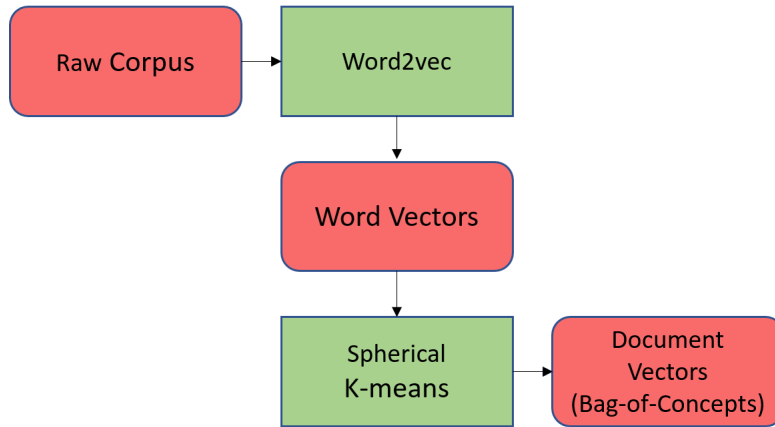 Raw Corpus
Word2vec
Word Vectors
Spherical
K-means
Document
Vectors
(Bag-of-Concepts)